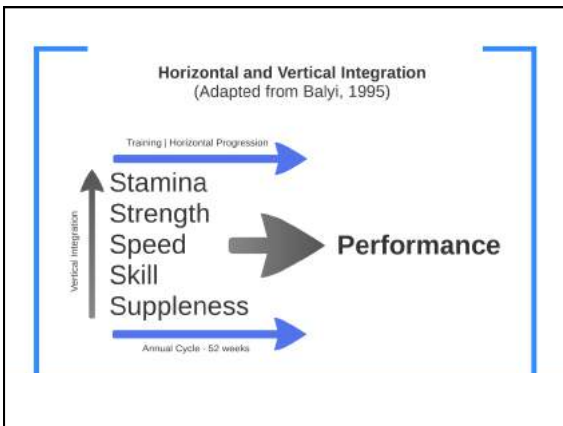 Horizontal and Vertical Integration
(Adapted from Balyi, 1995)
Training | Horizontal Progression
Vertical Integration
Stamina
Strength
Speed
Skill
Suppleness
Performance
Annual Cycle - 52 weeks